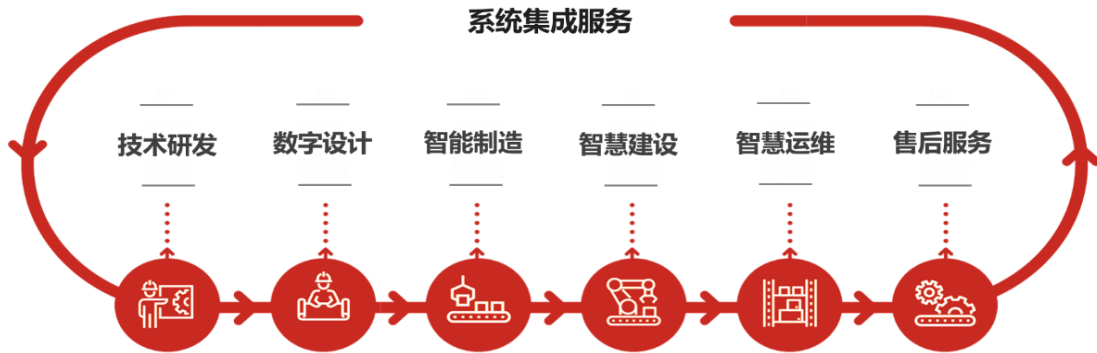 系统集成服务
技术研发
数字设计
智能制造
智慧建设
智慧运维
售后服务